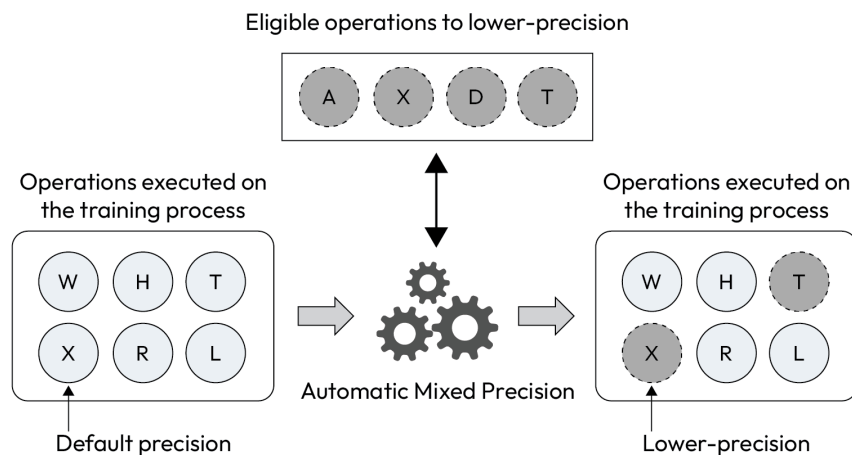 Eligible operations to lower-precision
A X D T
Operations executed on
the training process
W H T
X R L
Default precision
Automatic Mixed Precision
Operations executed on
the training process
W H T
X R L
Lower-precision